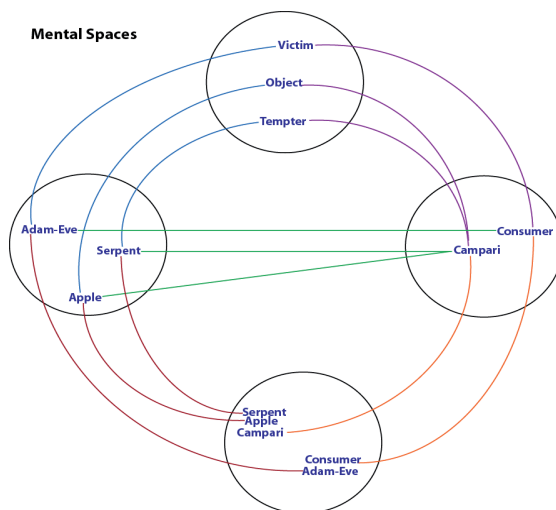 Mental Spaces
Victim
Object
Tempter
Adam-Eve
Serpent
Apple
Consumer
Campari
Serpent
Apple
Campari
Consumer
Adam-Eve